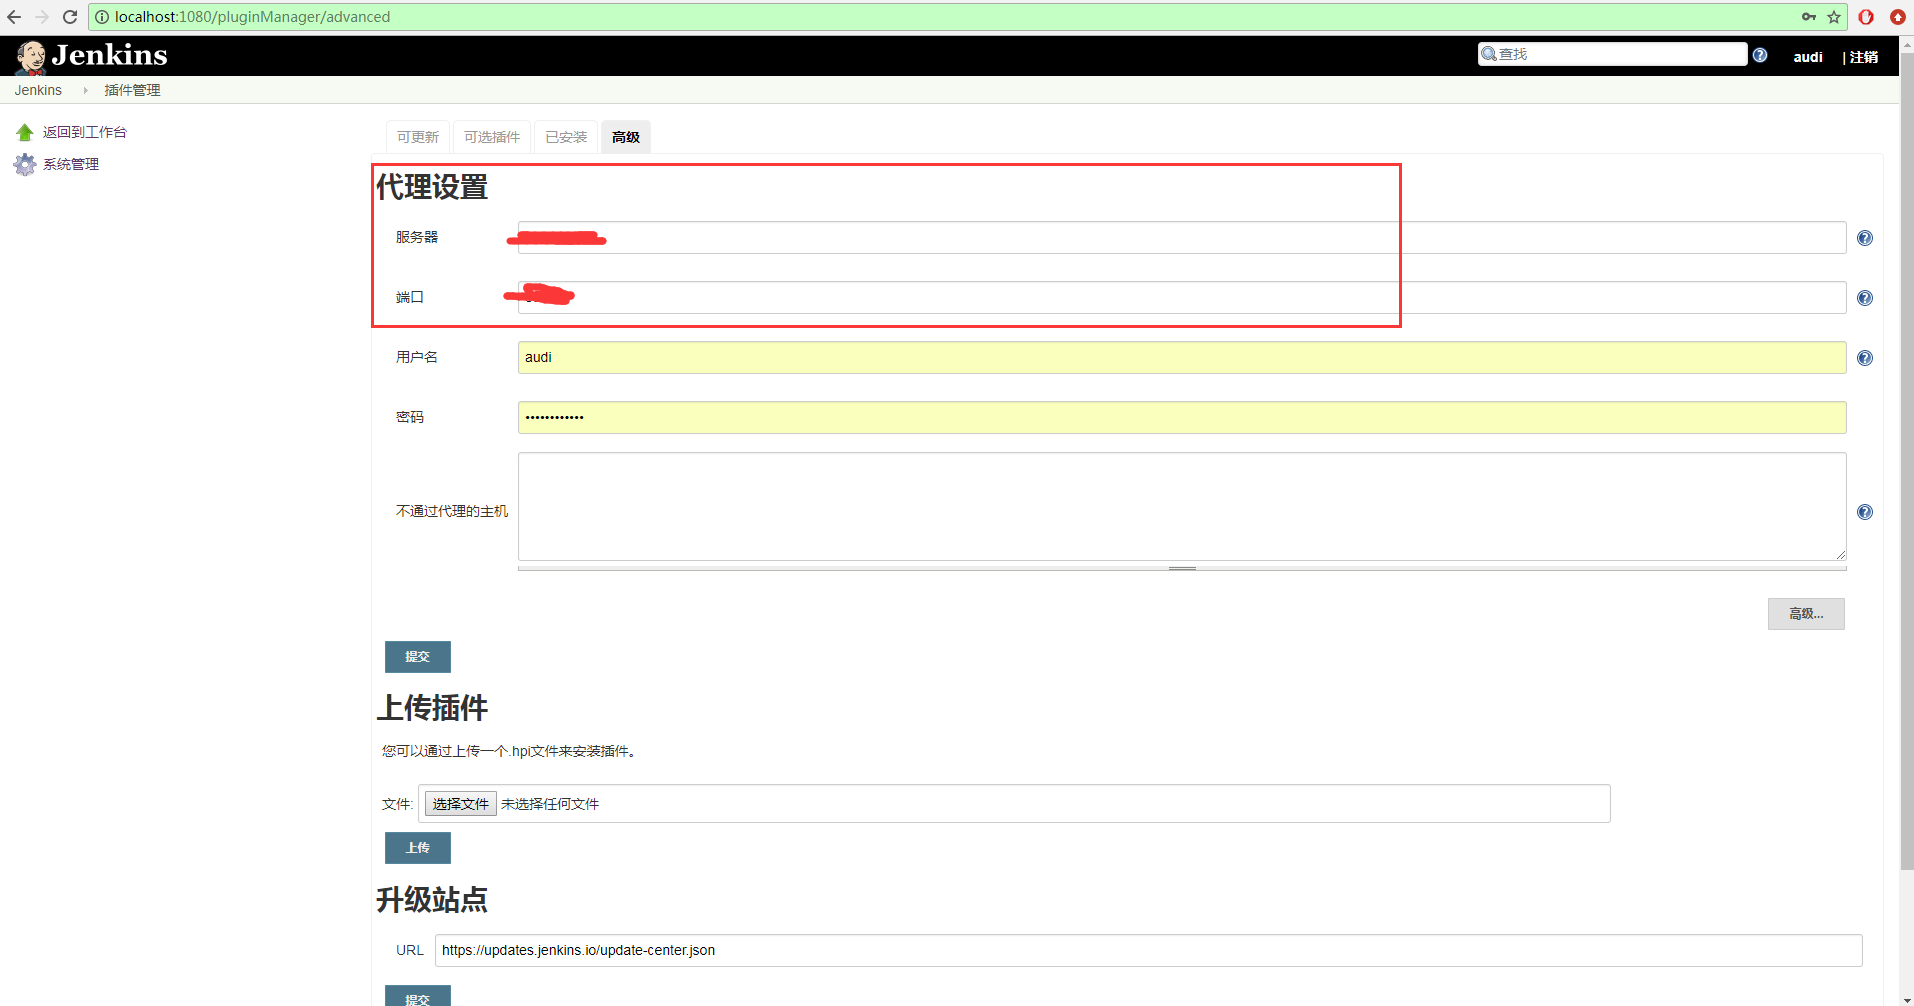 localhost:1080/pluginManager/advanced
Jenkins
查找
audi
| 注销
Jenkins
插件管理
返回到工作台
系统管理
可更新
可选插件
已安装
高级
代理设置
服务器
端口
用户名
audi
密码
••••••••••••
不通过代理的主机
高级...
提交
上传插件
您可以通过上传一个.hpi文件来安装插件。
文件: 选择文件 未选择任何文件
上传
升级站点
URL https://updates.jenkins.io/update-center.json
提交